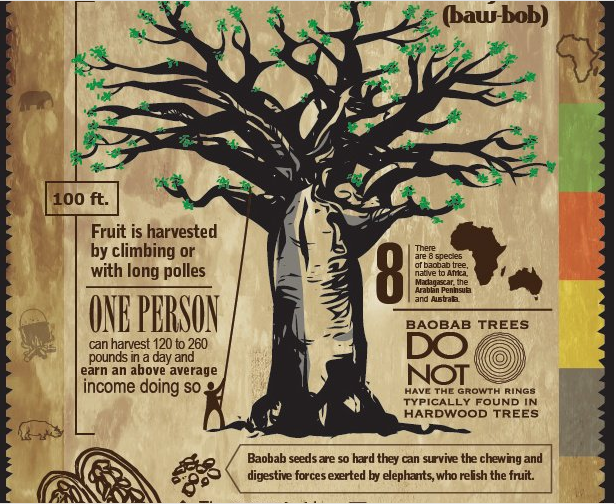 (baw-bob)
100 ft.
Fruit is harvested
by climbing or
with long polles
ONE PERSON
can harvest 120 to 260
pounds in a day and
earn an above average
income doing so
8
There
are 8 species
of baobab tree,
native to Africa,
Madagascar, the
Arabian Peninsula
and Australia.
BAOBAB TREES
DO
NOT
HAVE THE GROWTH RINGS
TYPICALLY FOUND IN
HARDWOOD TREES
Baobab seeds are so hard they can survive the chewing and
digestive forces exerted by elephants, who relish the fruit.